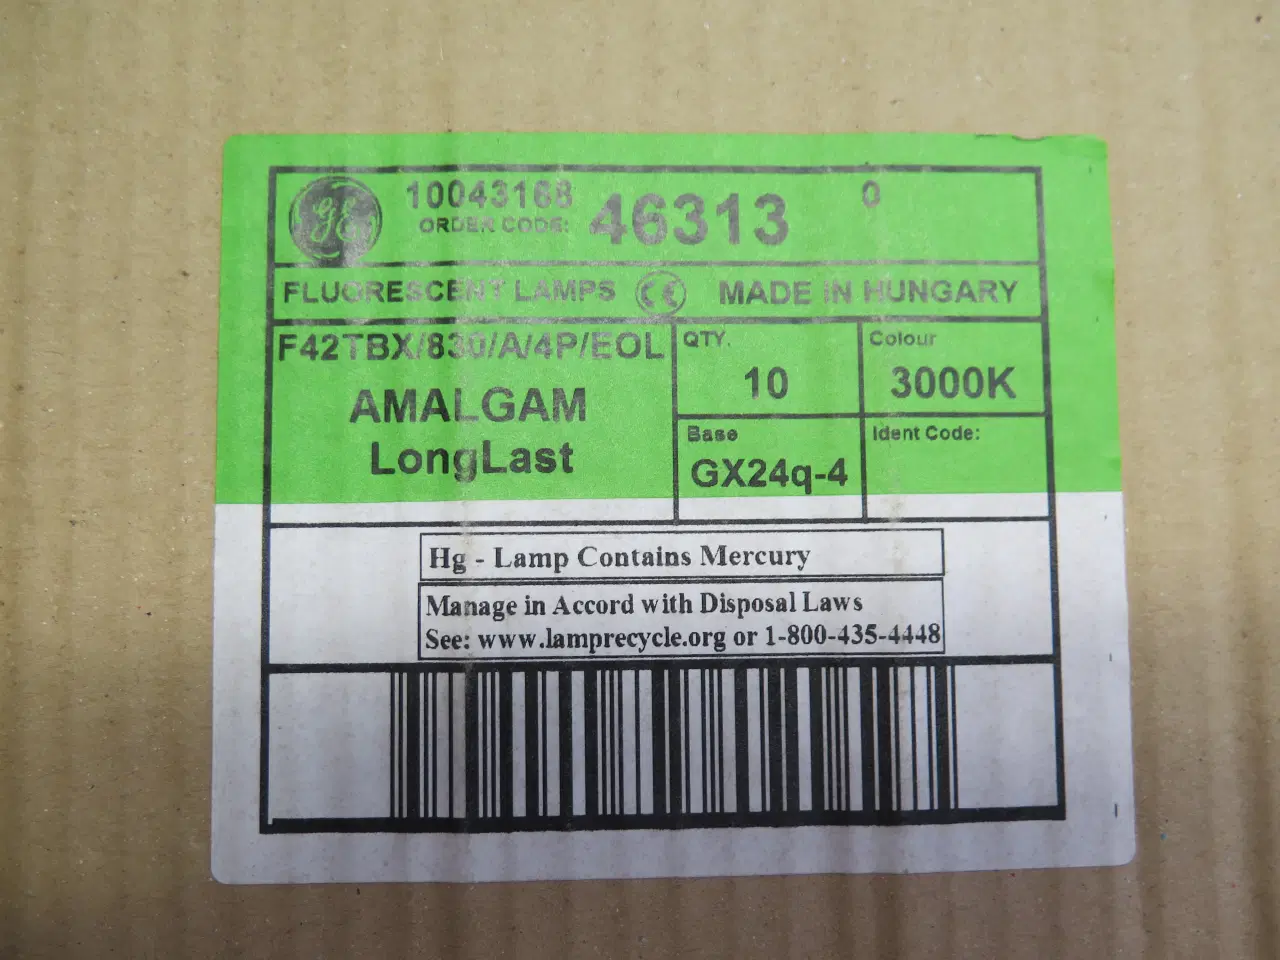 GE
10043168
ORDER CODE: 46313
0
FLUORESCENT LAMPS CE MADE IN HUNGARY
F42TBX/830/A/4P/EOL
AMALGAM
LongLast
QTY.
10
Colour
3000K
Base
GX24q-4
Ident Code:
Hg - Lamp Contains Mercury
Manage in Accord with Disposal Laws
See: www.lamprecycle.org or 1-800-435-4448